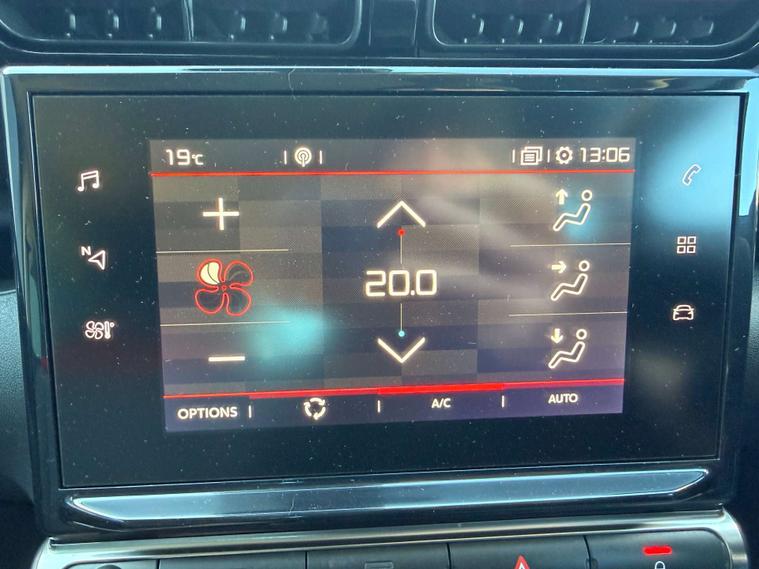 19°C 13:06
N
20.0
OPTIONS A/C AUTO